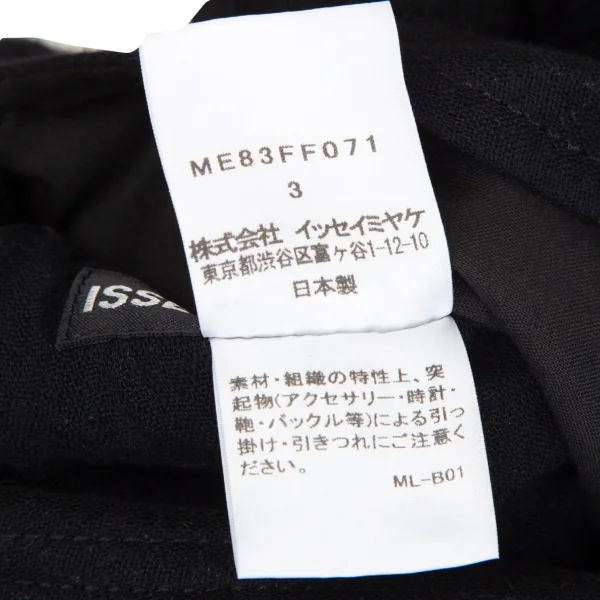 ME83FF071
3
株式会社 イッセイミヤケ
東京都渋谷区富ヶ谷1-12-10
日本製
ISSE
素材・組織の特性上、突
起物(アクセサリー・時計・
鞄・バックル等)による引っ
掛け・引きつれにご注意く
ださい。
ML-B01